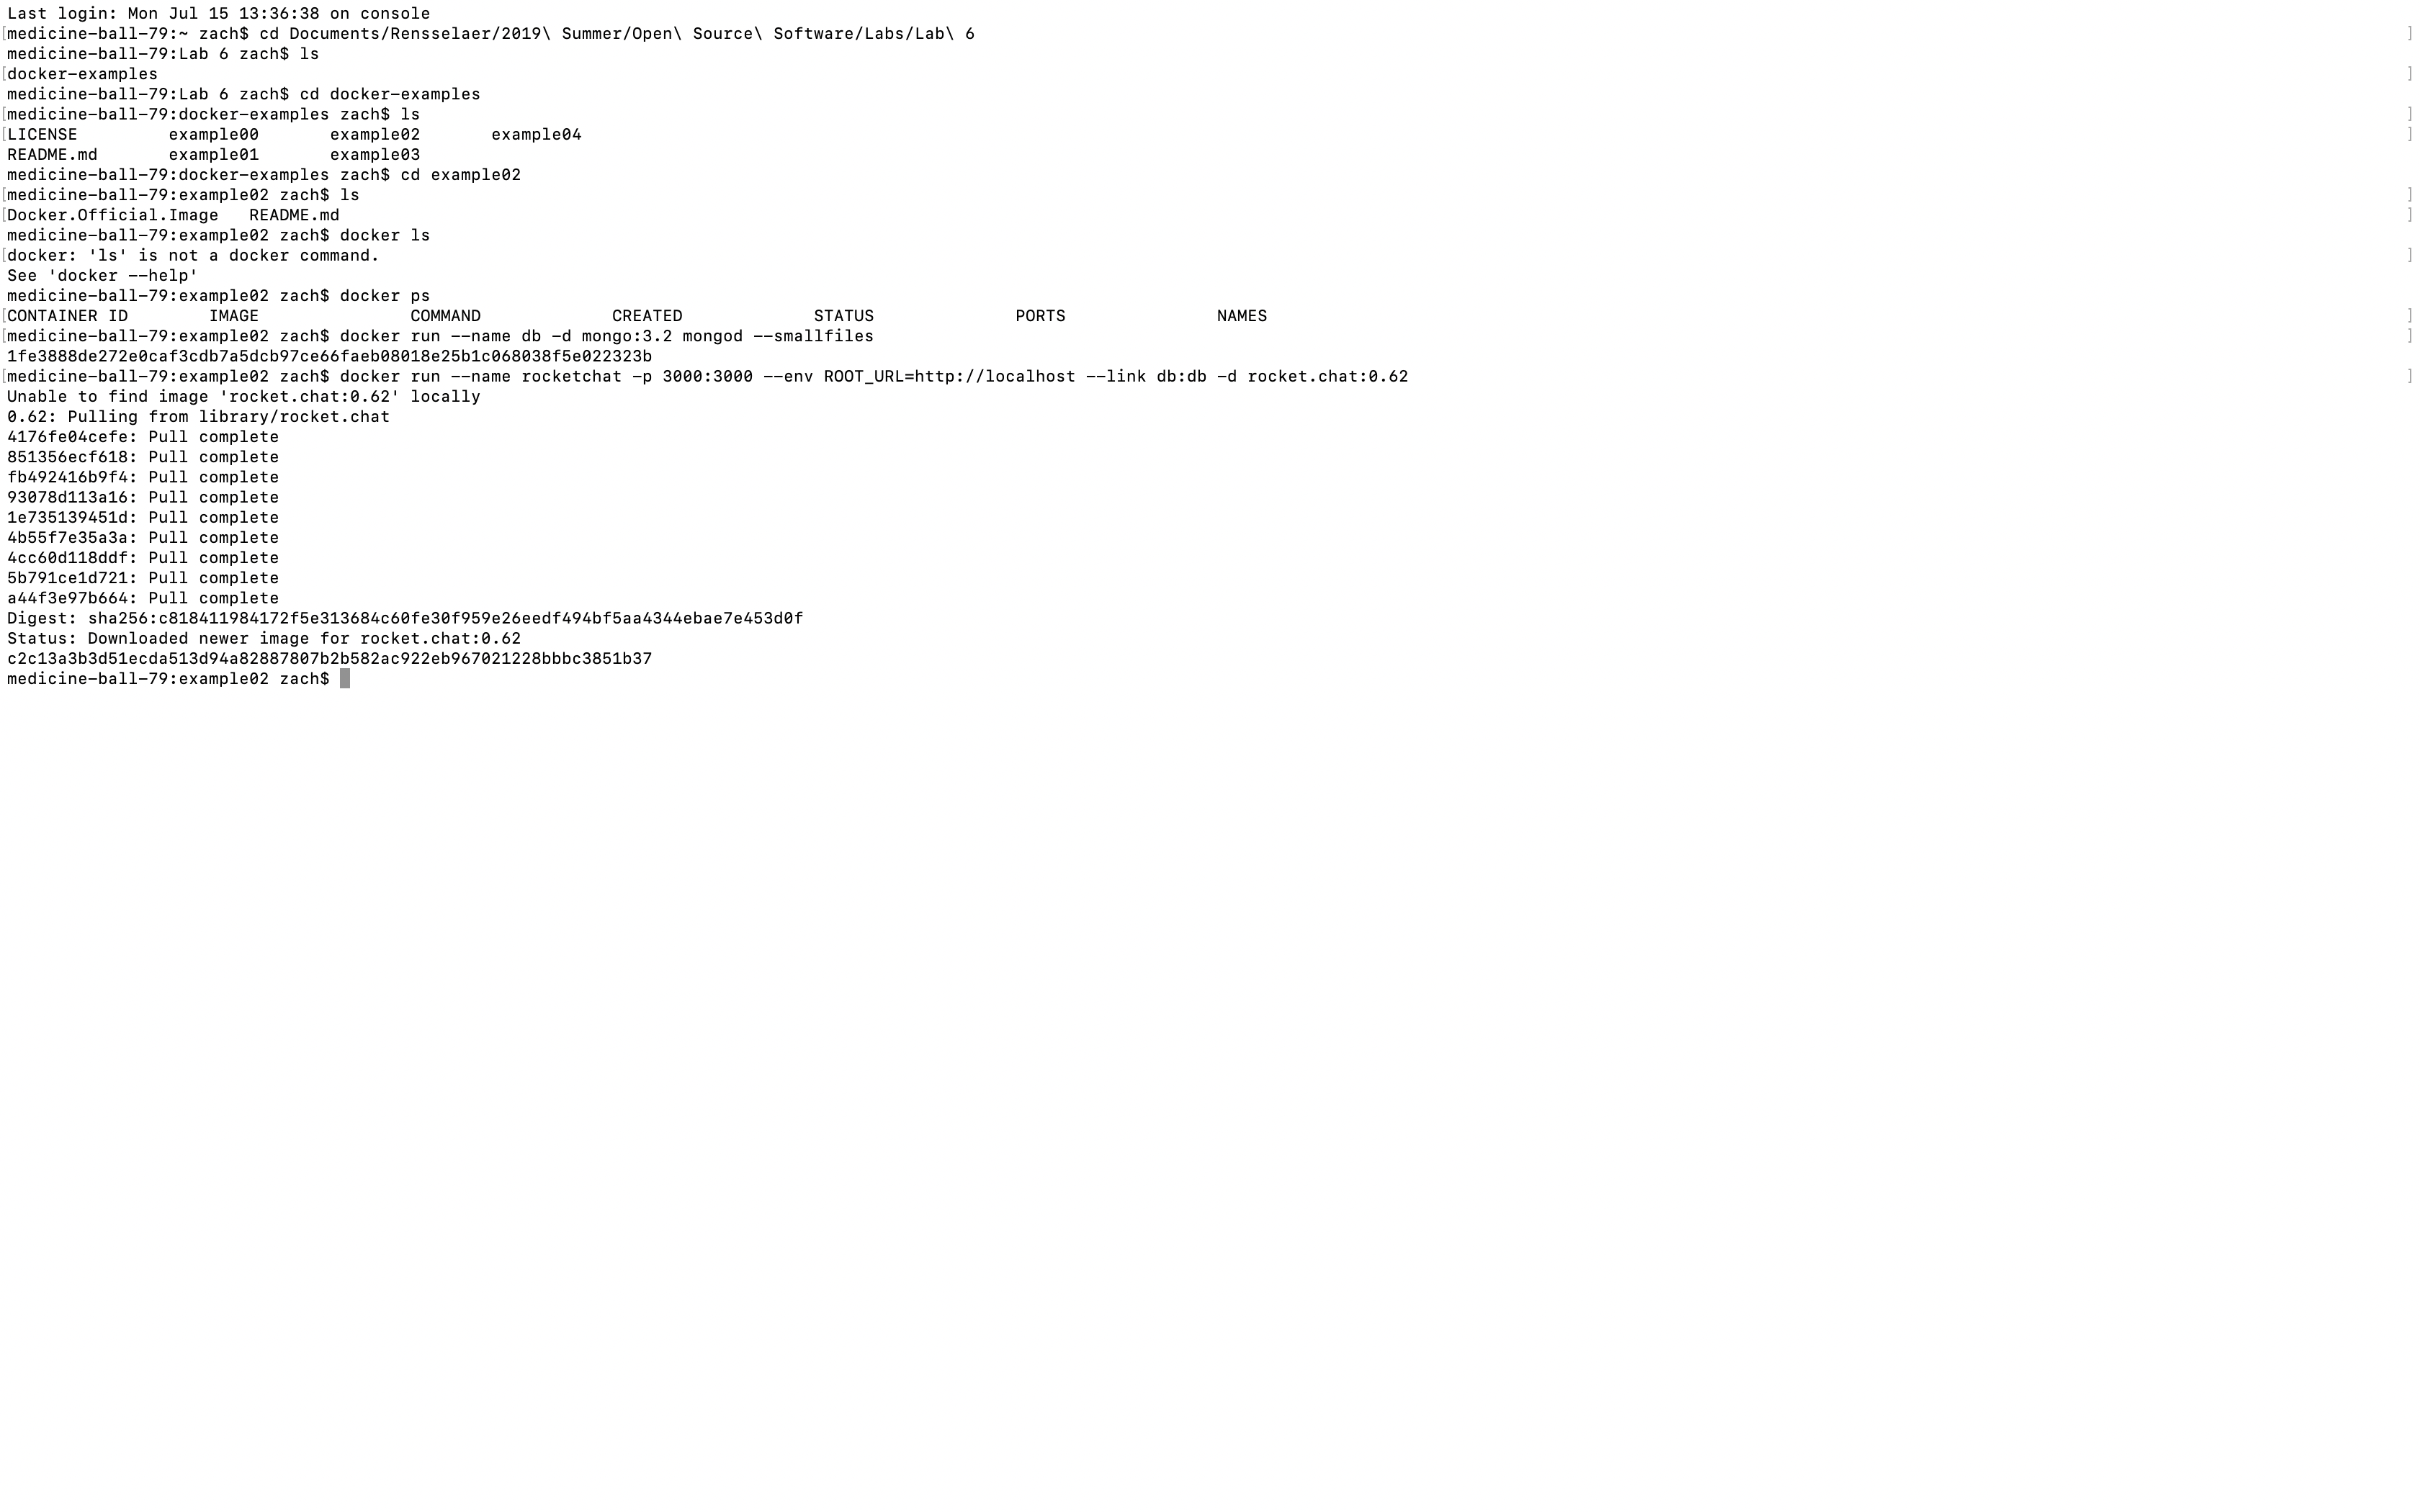 Last login: Mon Jul 15 13:36:38 on console
[medicine-ball-79:~ zach$ cd Documents/Rensselaer/2019\ Summer/Open\ Source\ Software/Labs/Lab\ 6 ]
medicine-ball-79:Lab 6 zach$ ls
[docker-examples ]
medicine-ball-79:Lab 6 zach$ cd docker-examples
[medicine-ball-79:docker-examples zach$ ls ]
[LICENSE         example00       example02       example04 ]
README.md       example01       example03
medicine-ball-79:docker-examples zach$ cd example02
[medicine-ball-79:example02 zach$ ls ]
[Docker.Official.Image   README.md ]
medicine-ball-79:example02 zach$ docker ls
[docker: 'ls' is not a docker command. ]
See 'docker --help'
medicine-ball-79:example02 zach$ docker ps
[CONTAINER ID        IMAGE               COMMAND             CREATED             STATUS              PORTS               NAMES ]
[medicine-ball-79:example02 zach$ docker run --name db -d mongo:3.2 mongod --smallfiles ]
1fe3888de272e0caf3cdb7a5dcb97ce66faeb08018e25b1c068038f5e022323b
[medicine-ball-79:example02 zach$ docker run --name rocketchat -p 3000:3000 --env ROOT_URL=http://localhost --link db:db -d rocket.chat:0.62 ]
Unable to find image 'rocket.chat:0.62' locally
0.62: Pulling from library/rocket.chat
4176fe04cefe: Pull complete
851356ecf618: Pull complete
fb492416b9f4: Pull complete
93078d113a16: Pull complete
1e735139451d: Pull complete
4b55f7e35a3a: Pull complete
4cc60d118ddf: Pull complete
5b791ce1d721: Pull complete
a44f3e97b664: Pull complete
Digest: sha256:c818411984172f5e313684c60fe30f959e26eedf494bf5aa4344ebae7e453d0f
Status: Downloaded newer image for rocket.chat:0.62
c2c13a3b3d51ecda513d94a82887807b2b582ac922eb967021228bbbc3851b37
medicine-ball-79:example02 zach$